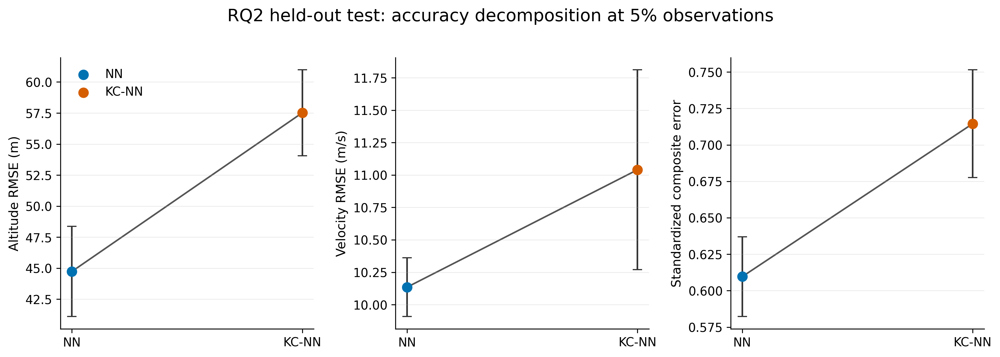 RQ2 held-out test: accuracy decomposition at 5% observations
Altitude RMSE (m)
60.0
57.5
55.0
52.5
50.0
47.5
45.0
42.5
NN
KC-NN
NN
KC-NN
Velocity RMSE (m/s)
11.75
11.50
11.25
11.00
10.75
10.50
10.25
10.00
NN
KC-NN
Standardized composite error
0.750
0.725
0.700
0.675
0.650
0.625
0.600
0.575
NN
KC-NN